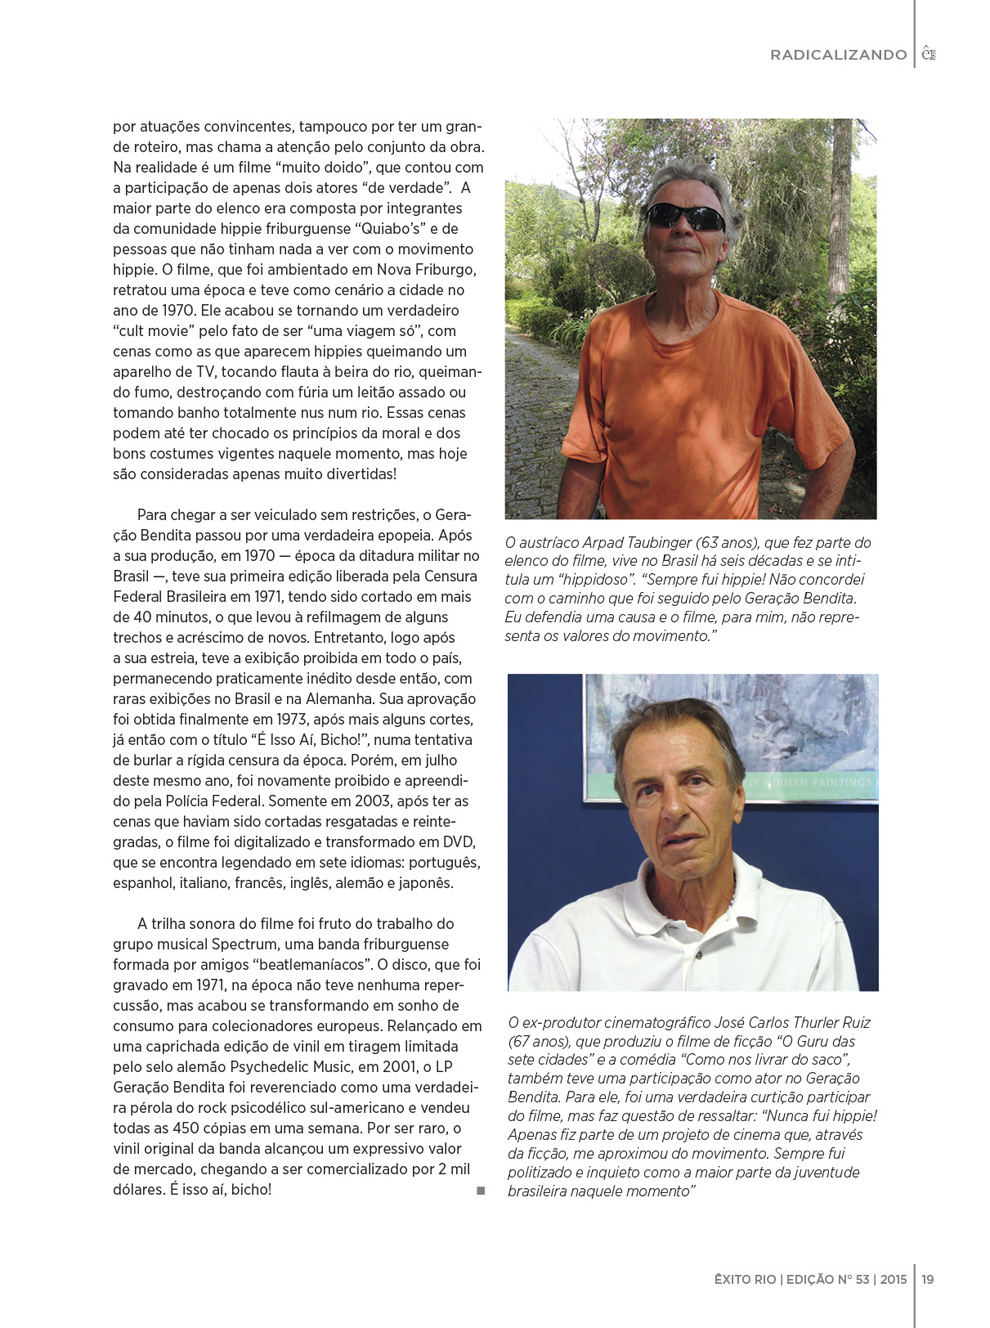 RADICALIZANDO
por atuações convincentes, tampouco por ter um gran-
de roteiro, mas chama a atenção pelo conjunto da obra.
Na realidade é um filme “muito doido”, que contou com
a participação de apenas dois atores “de verdade”.  A
maior parte do elenco era composta por integrantes
da comunidade hippie friburguense “Quiabo’s” e de
pessoas que não tinham nada a ver com o movimento
hippie. O filme, que foi ambientado em Nova Friburgo,
retratou uma época e teve como cenário a cidade no
ano de 1970. Ele acabou se tornando um verdadeiro
“cult movie” pelo fato de ser “uma viagem só”, com
cenas como as que aparecem hippies queimando um
aparelho de TV, tocando flauta à beira do rio, queiman-
do fumo, destroçando com fúria um leitão assado ou
tomando banho totalmente nus num rio. Essas cenas
podem até ter chocado os princípios da moral e dos
bons costumes vigentes naquele momento, mas hoje
são consideradas apenas muito divertidas!
Para chegar a ser veiculado sem restrições, o Gera-
ção Bendita passou por uma verdadeira epopeia. Após
a sua produção, em 1970 — época da ditadura militar no
Brasil —, teve sua primeira edição liberada pela Censura
Federal Brasileira em 1971, tendo sido cortado em mais
de 40 minutos, o que levou à refilmagem de alguns
trechos e acréscimo de novos. Entretanto, logo após
a sua estreia, teve a exibição proibida em todo o país,
permanecendo praticamente inédito desde então, com
raras exibições no Brasil e na Alemanha. Sua aprovação
foi obtida finalmente em 1973, após mais alguns cortes,
já então com o título “É Isso Aí, Bicho!”, numa tentativa
de burlar a rígida censura da época. Porém, em julho
deste mesmo ano, foi novamente proibido e apreendi-
do pela Polícia Federal. Somente em 2003, após ter as
cenas que haviam sido cortadas resgatadas e reinte-
gradas, o filme foi digitalizado e transformado em DVD,
que se encontra legendado em sete idiomas: português,
espanhol, italiano, francês, inglês, alemão e japonês.
A trilha sonora do filme foi fruto do trabalho do
grupo musical Spectrum, uma banda friburguense
formada por amigos “beatlemaníacos”. O disco, que foi
gravado em 1971, na época não teve nenhuma reper-
cussão, mas acabou se transformando em sonho de
consumo para colecionadores europeus. Relançado em
uma caprichada edição de vinil em tiragem limitada
pelo selo alemão Psychedelic Music, em 2001, o LP
Geração Bendita foi reverenciado como uma verdadei-
ra pérola do rock psicodélico sul-americano e vendeu
todas as 450 cópias em uma semana. Por ser raro, o
vinil original da banda alcançou um expressivo valor
de mercado, chegando a ser comercializado por 2 mil
dólares. É isso aí, bicho!
O austríaco Arpad Taubinger (63 anos), que fez parte do
elenco do filme, vive no Brasil há seis décadas e se inti-
tula um “hippidoso”. “Sempre fui hippie! Não concordei
com o caminho que foi seguido pelo Geração Bendita.
Eu defendia uma causa e o filme, para mim, não repre-
senta os valores do movimento.”
MODERN PAINTINGS
O ex-produtor cinematográfico José Carlos Thurler Ruiz
(67 anos), que produziu o filme de ficção “O Guru das
sete cidades” e a comédia “Como nos livrar do saco”,
também teve uma participação como ator no Geração
Bendita. Para ele, foi uma verdadeira curtição participar
do filme, mas faz questão de ressaltar: “Nunca fui hippie!
Apenas fiz parte de um projeto de cinema que, através
da ficção, me aproximou do movimento. Sempre fui
politizado e inquieto como a maior parte da juventude
brasileira naquele momento”
ÊXITO RIO | EDIÇÃO N° 53 | 2015 19